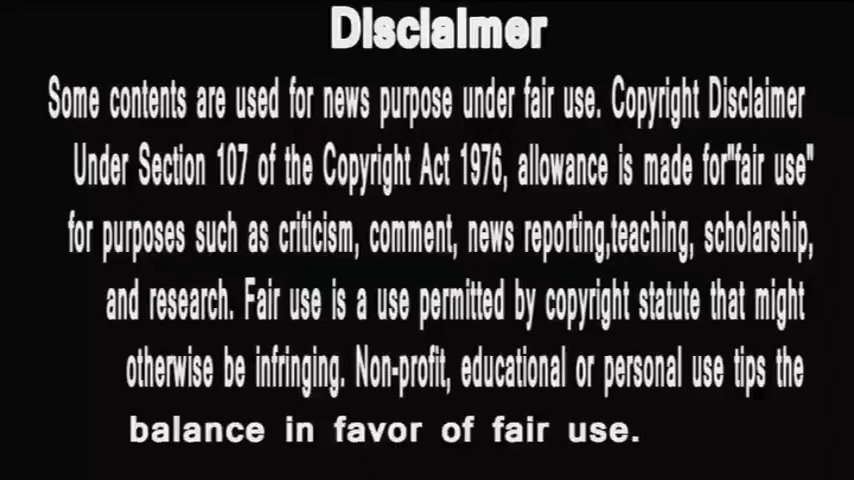 Disclaimer
Some contents are used for news purpose under fair use. Copyright Disclaimer
Under Section 107 of the Copyright Act 1976, allowance is made for"fair use"
for purposes such as criticism, comment, news reporting,teaching, scholarship,
and research. Fair use is a use permitted by copyright statute that might
otherwise be infringing. Non-profit, educational or personal use tips the
balance in favor of fair use.